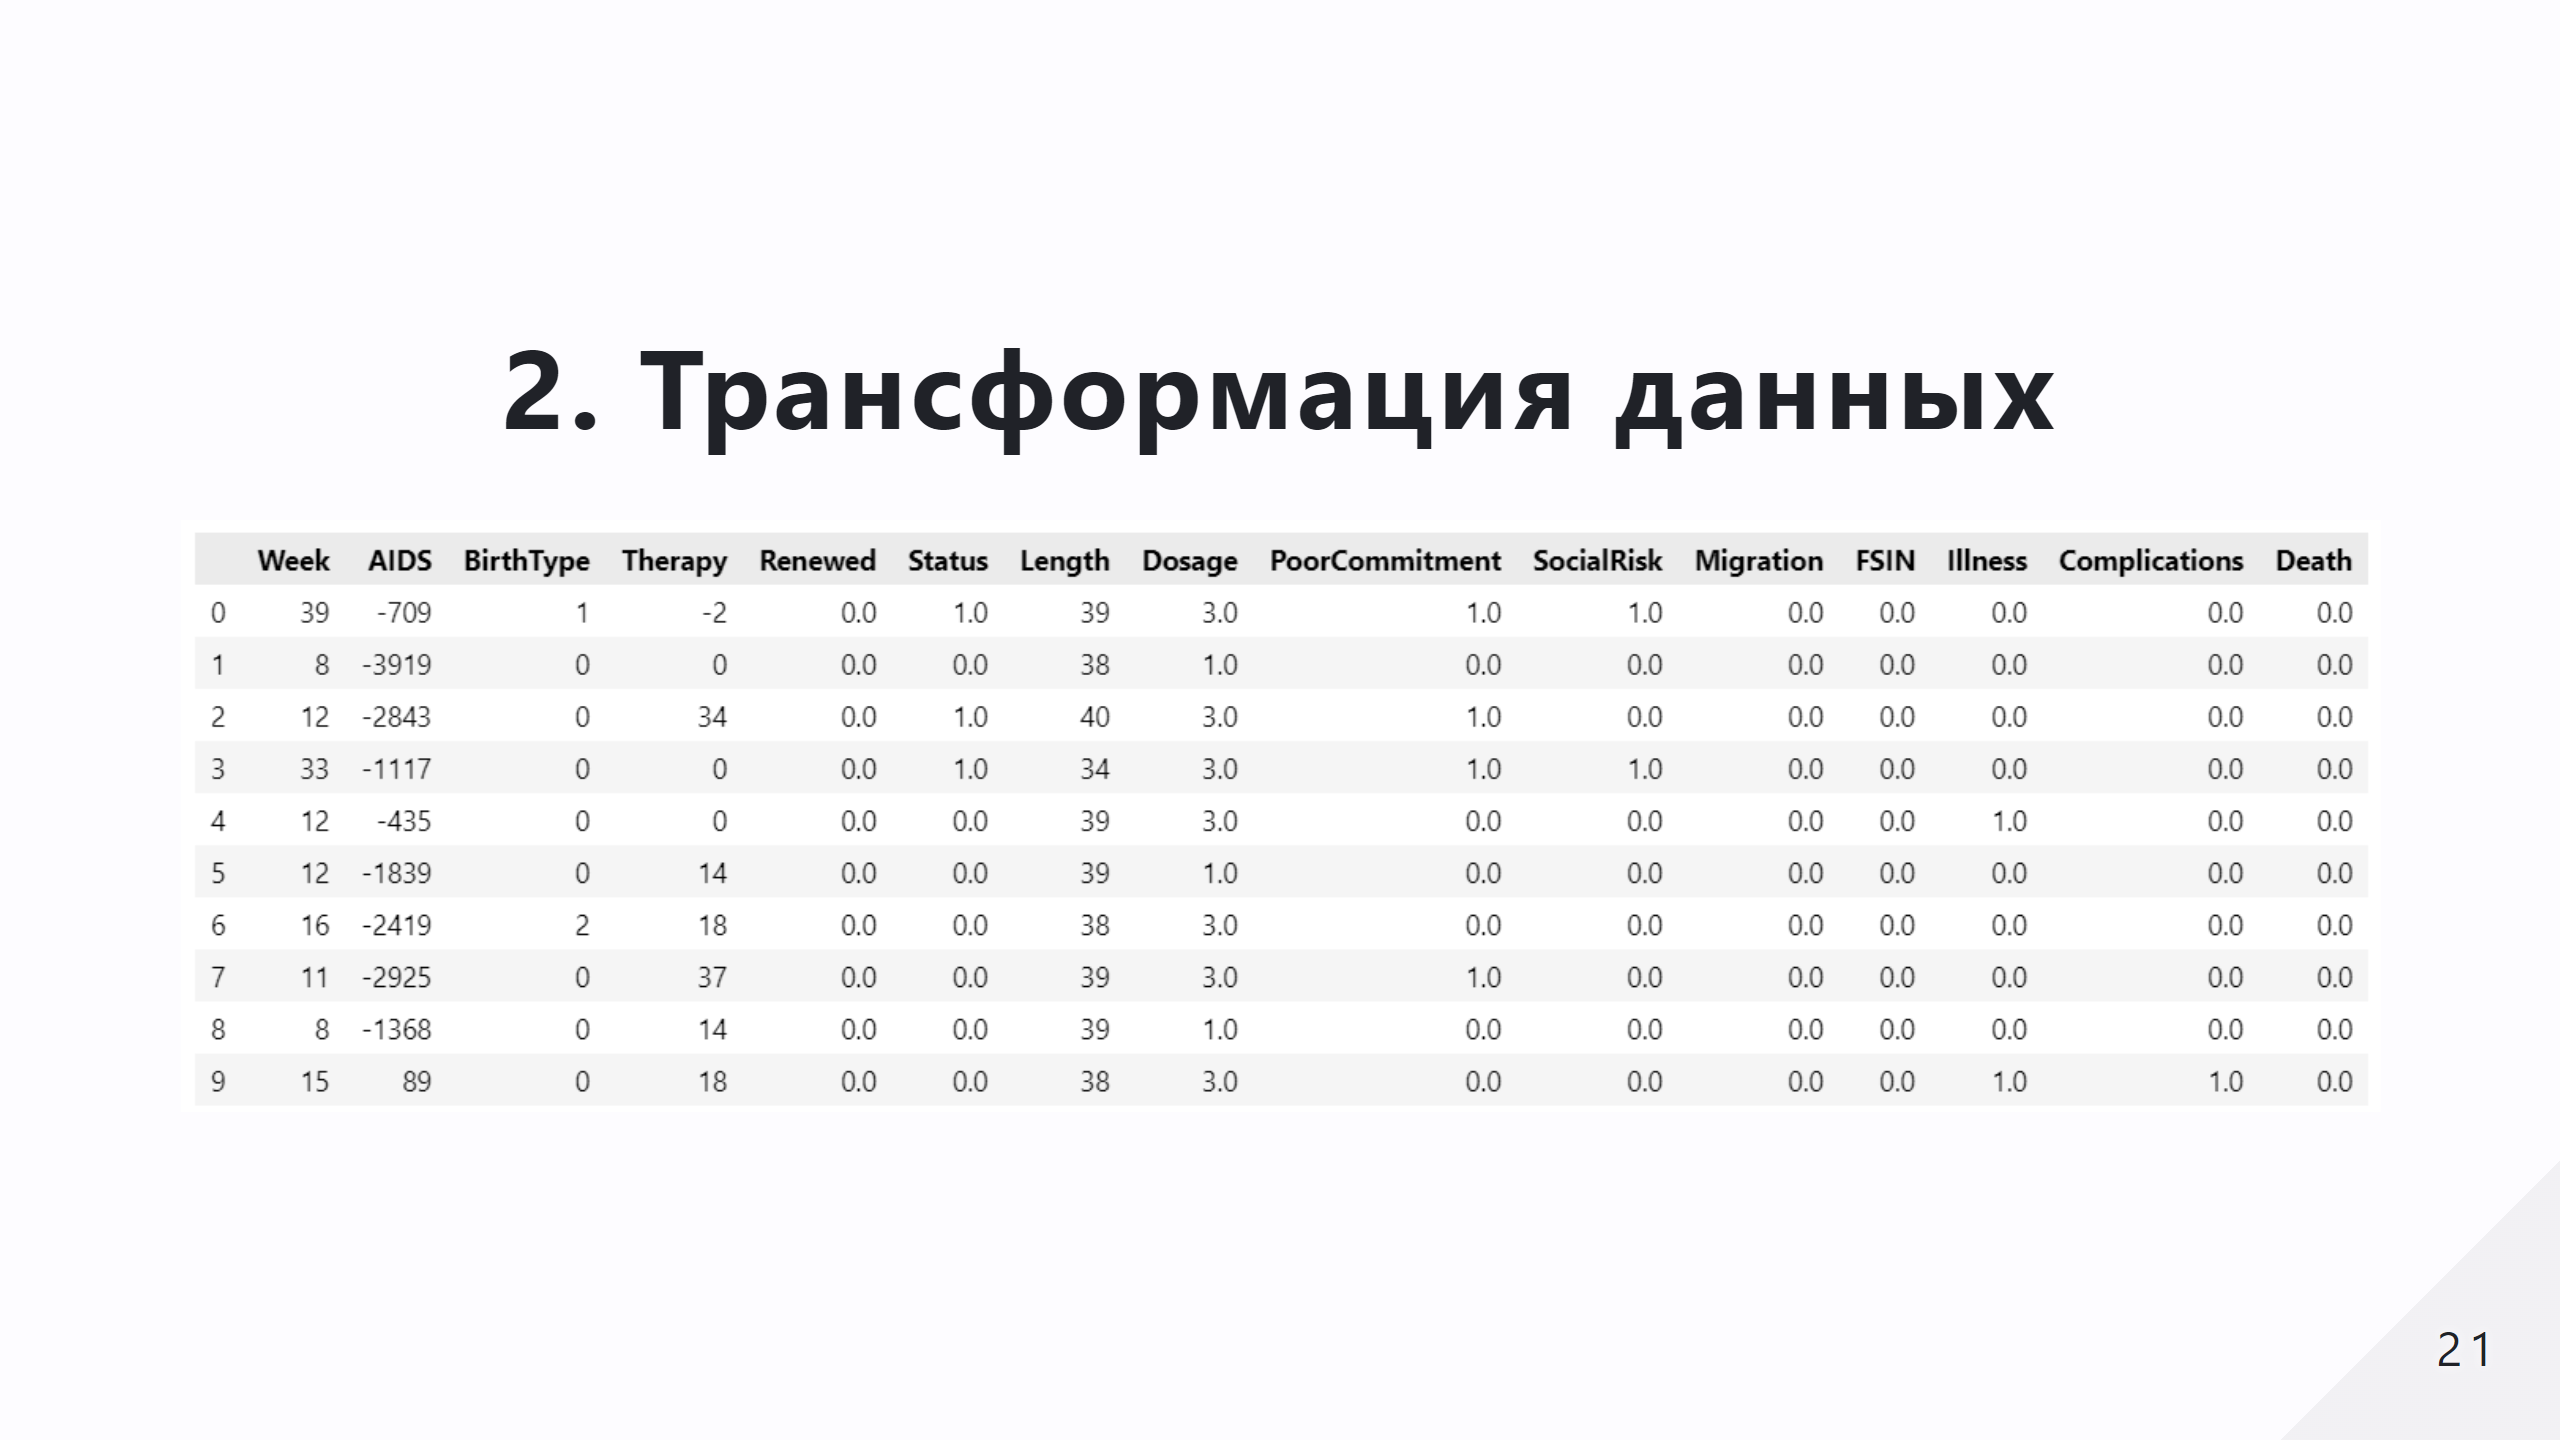 2. Трансформация данных
Week AIDS BirthType Therapy Renewed Status Length Dosage PoorCommitment SocialRisk Migration FSIN Illness Complications Death
0 39 -709 1 -2 0.0 1.0 39 3.0 1.0 1.0 0.0 0.0 0.0 0.0 0.0
1 8 -3919 0 0 0.0 0.0 38 1.0 0.0 0.0 0.0 0.0 0.0 0.0 0.0
2 12 -2843 0 34 0.0 1.0 40 3.0 1.0 0.0 0.0 0.0 0.0 0.0 0.0
3 33 -1117 0 0 0.0 1.0 34 3.0 1.0 1.0 0.0 0.0 0.0 0.0 0.0
4 12 -435 0 0 0.0 0.0 39 3.0 0.0 0.0 0.0 0.0 1.0 0.0 0.0
5 12 -1839 0 14 0.0 0.0 39 1.0 0.0 0.0 0.0 0.0 0.0 0.0 0.0
6 16 -2419 2 18 0.0 0.0 38 3.0 0.0 0.0 0.0 0.0 0.0 0.0 0.0
7 11 -2925 0 37 0.0 0.0 39 3.0 1.0 0.0 0.0 0.0 0.0 0.0 0.0
8 8 -1368 0 14 0.0 0.0 39 1.0 0.0 0.0 0.0 0.0 0.0 0.0 0.0
9 15 89 0 18 0.0 0.0 38 3.0 0.0 0.0 0.0 0.0 1.0 1.0 0.0
21